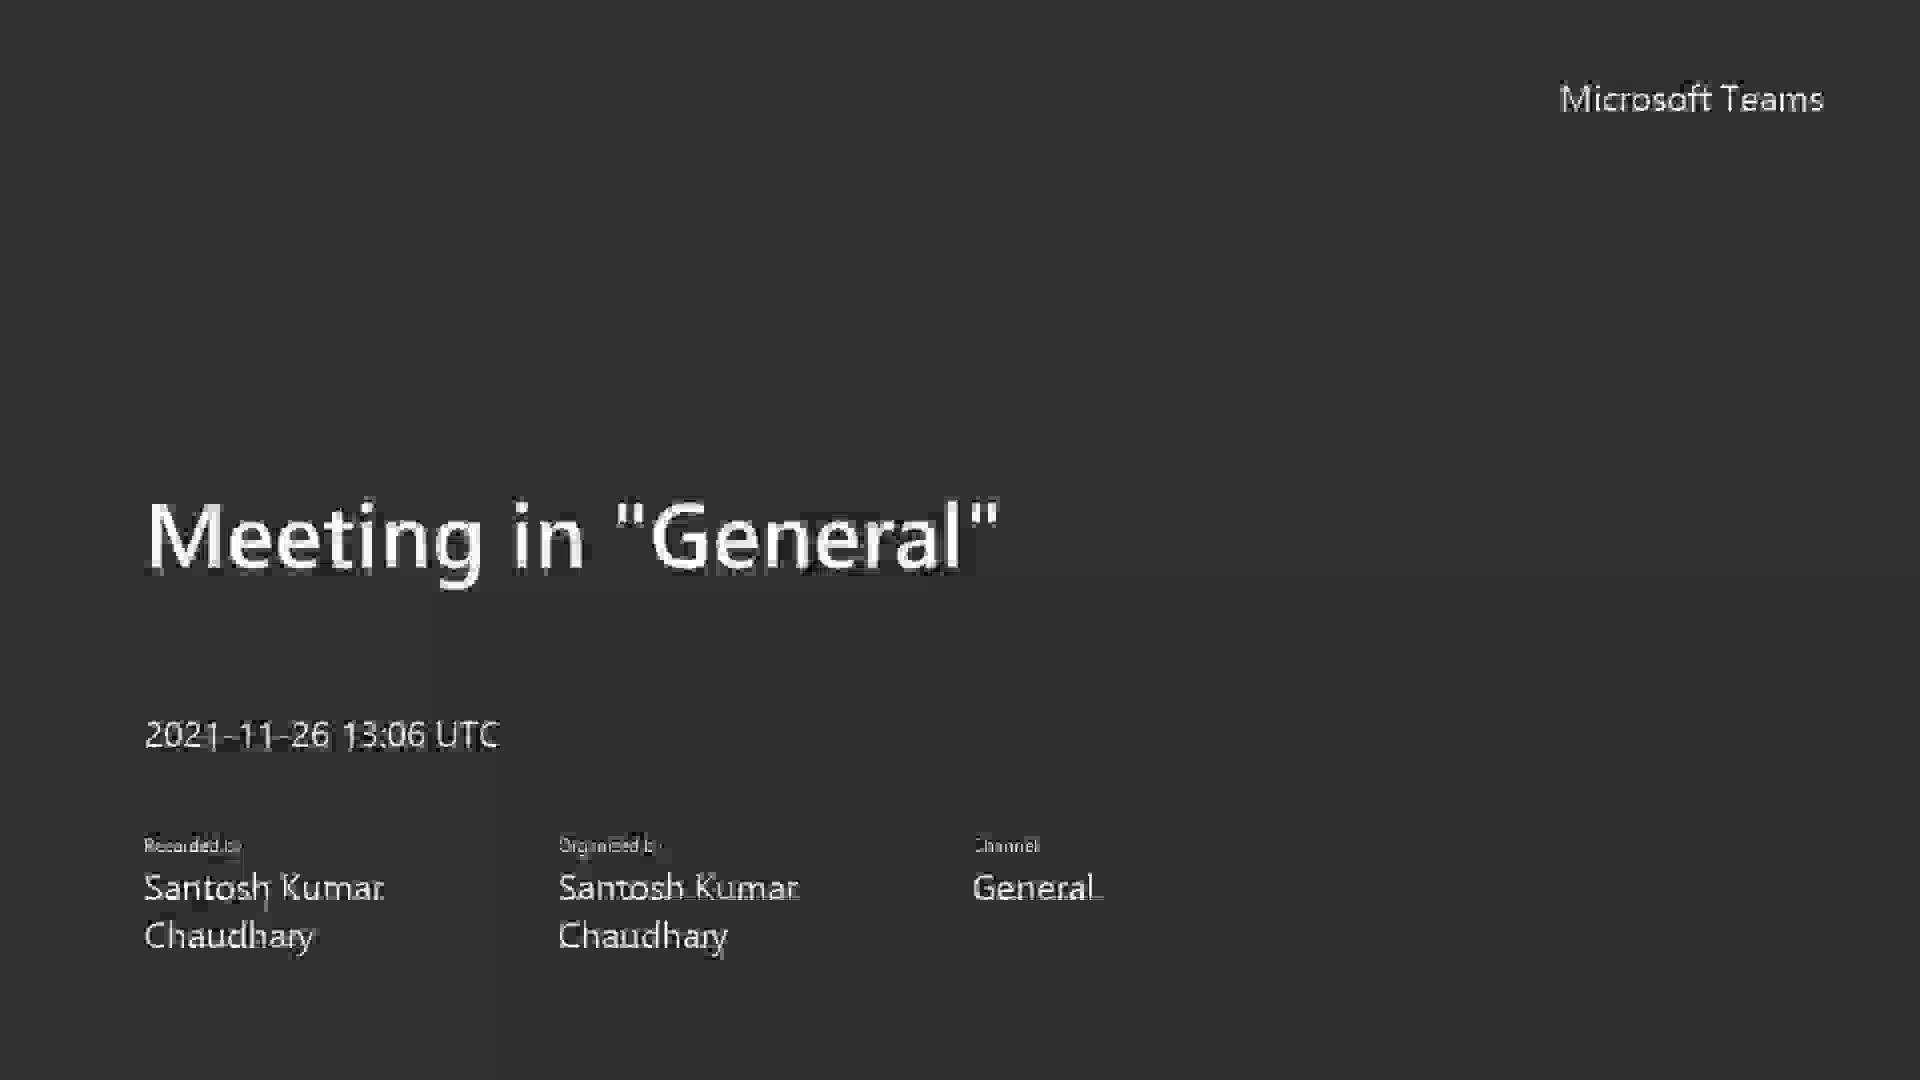 Microsoft Teams
Meeting in "General"
2021-11-26 13:06 UTC
Recorded by
Organized by
Channel
Santosh Kumar
Santosh Kumar
General
Chaudhary
Chaudhary